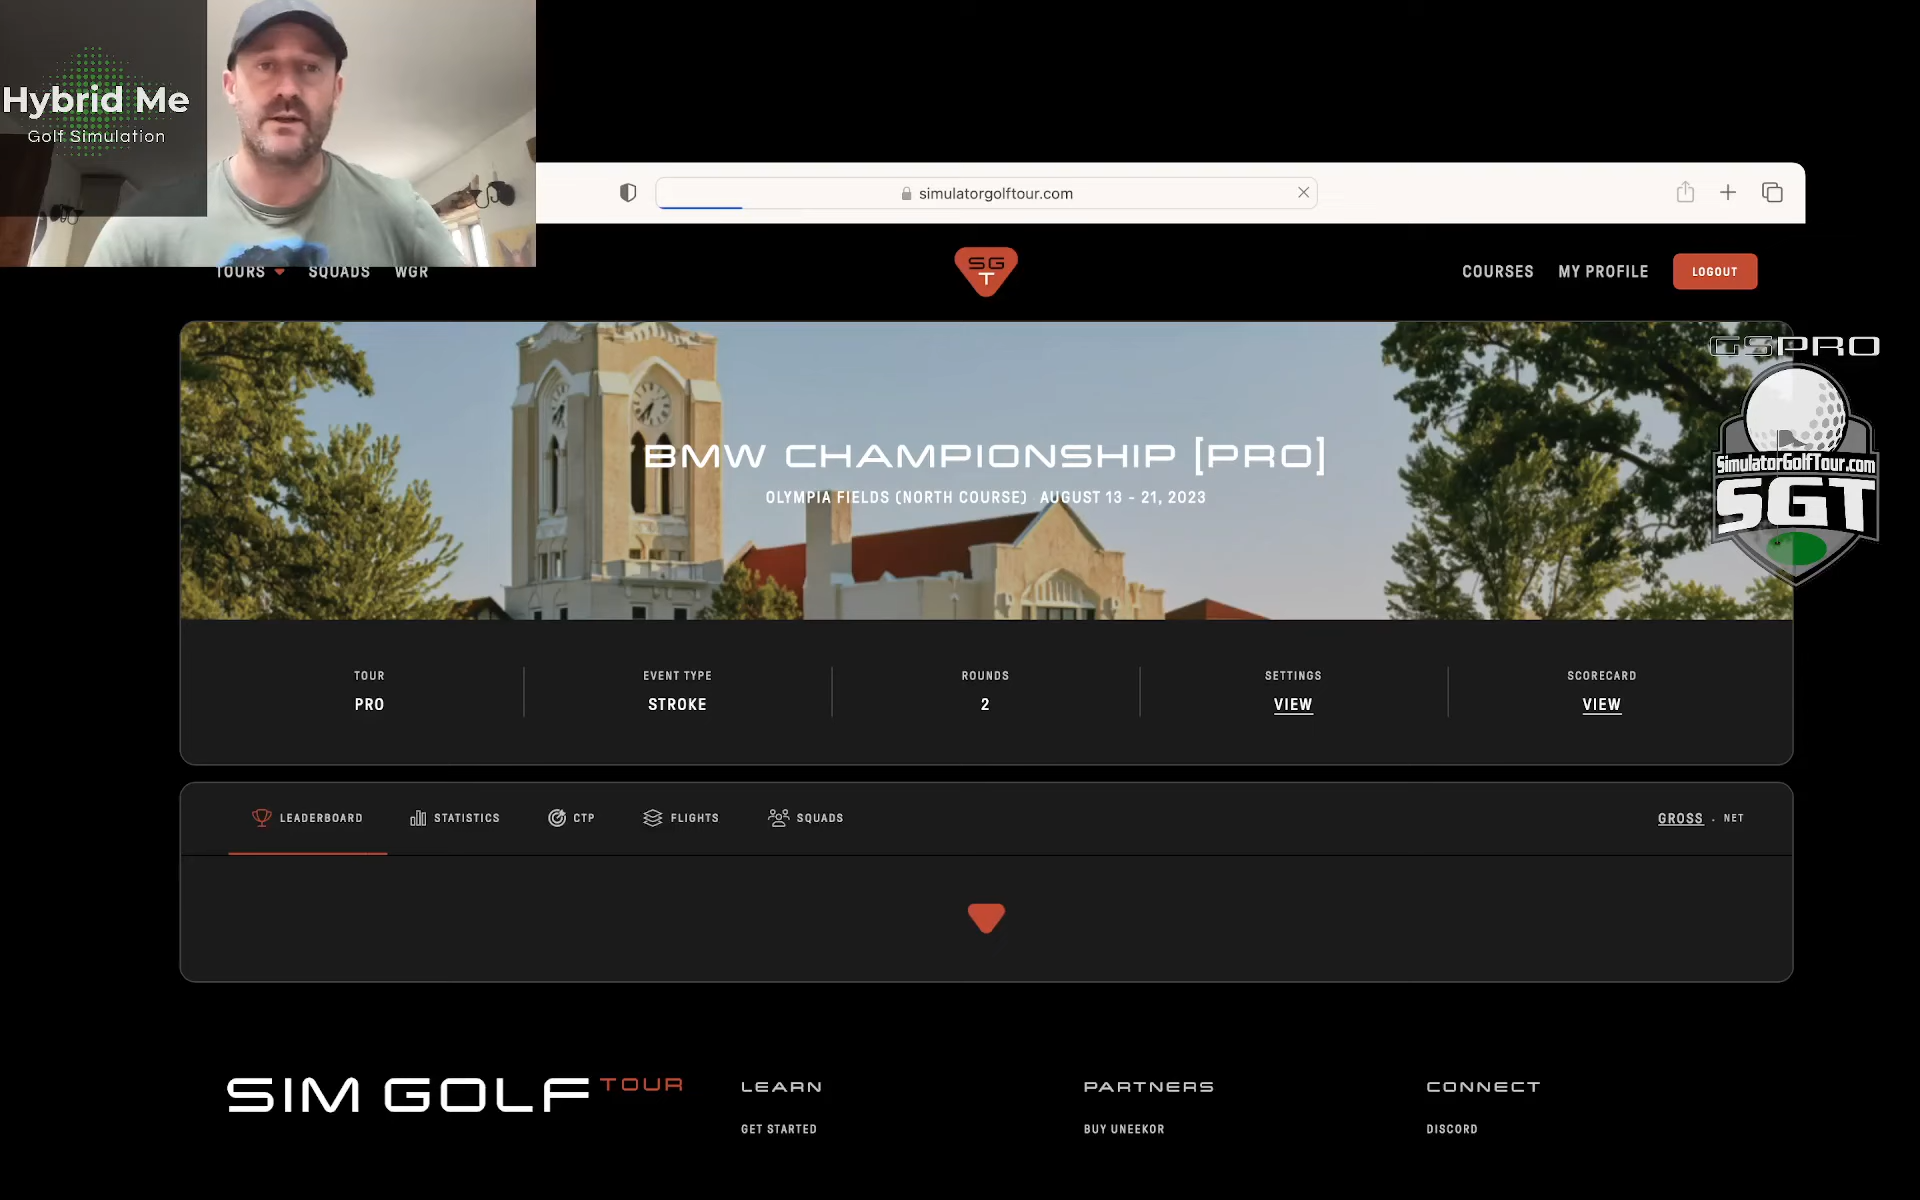 Hybrid Me
Golf Simulation
simulatorgolftour.com
TOURS SQUADS WGR
SG
T
COURSES MY PROFILE LOGOUT
GSPRO
SimulatorGolfTour.com
SGT
BMW CHAMPIONSHIP [PRO]
OLYMPIA FIELDS (NORTH COURSE) AUGUST 13 - 21, 2023
TOUR
PRO
EVENT TYPE
STROKE
ROUNDS
2
SETTINGS
VIEW
SCORECARD
VIEW
LEADERBOARD STATISTICS CTP FLIGHTS SQUADS GROSS . NET
SIM GOLF TOUR
LEARN
GET STARTED
PARTNERS
BUY UNEEKOR
CONNECT
DISCORD